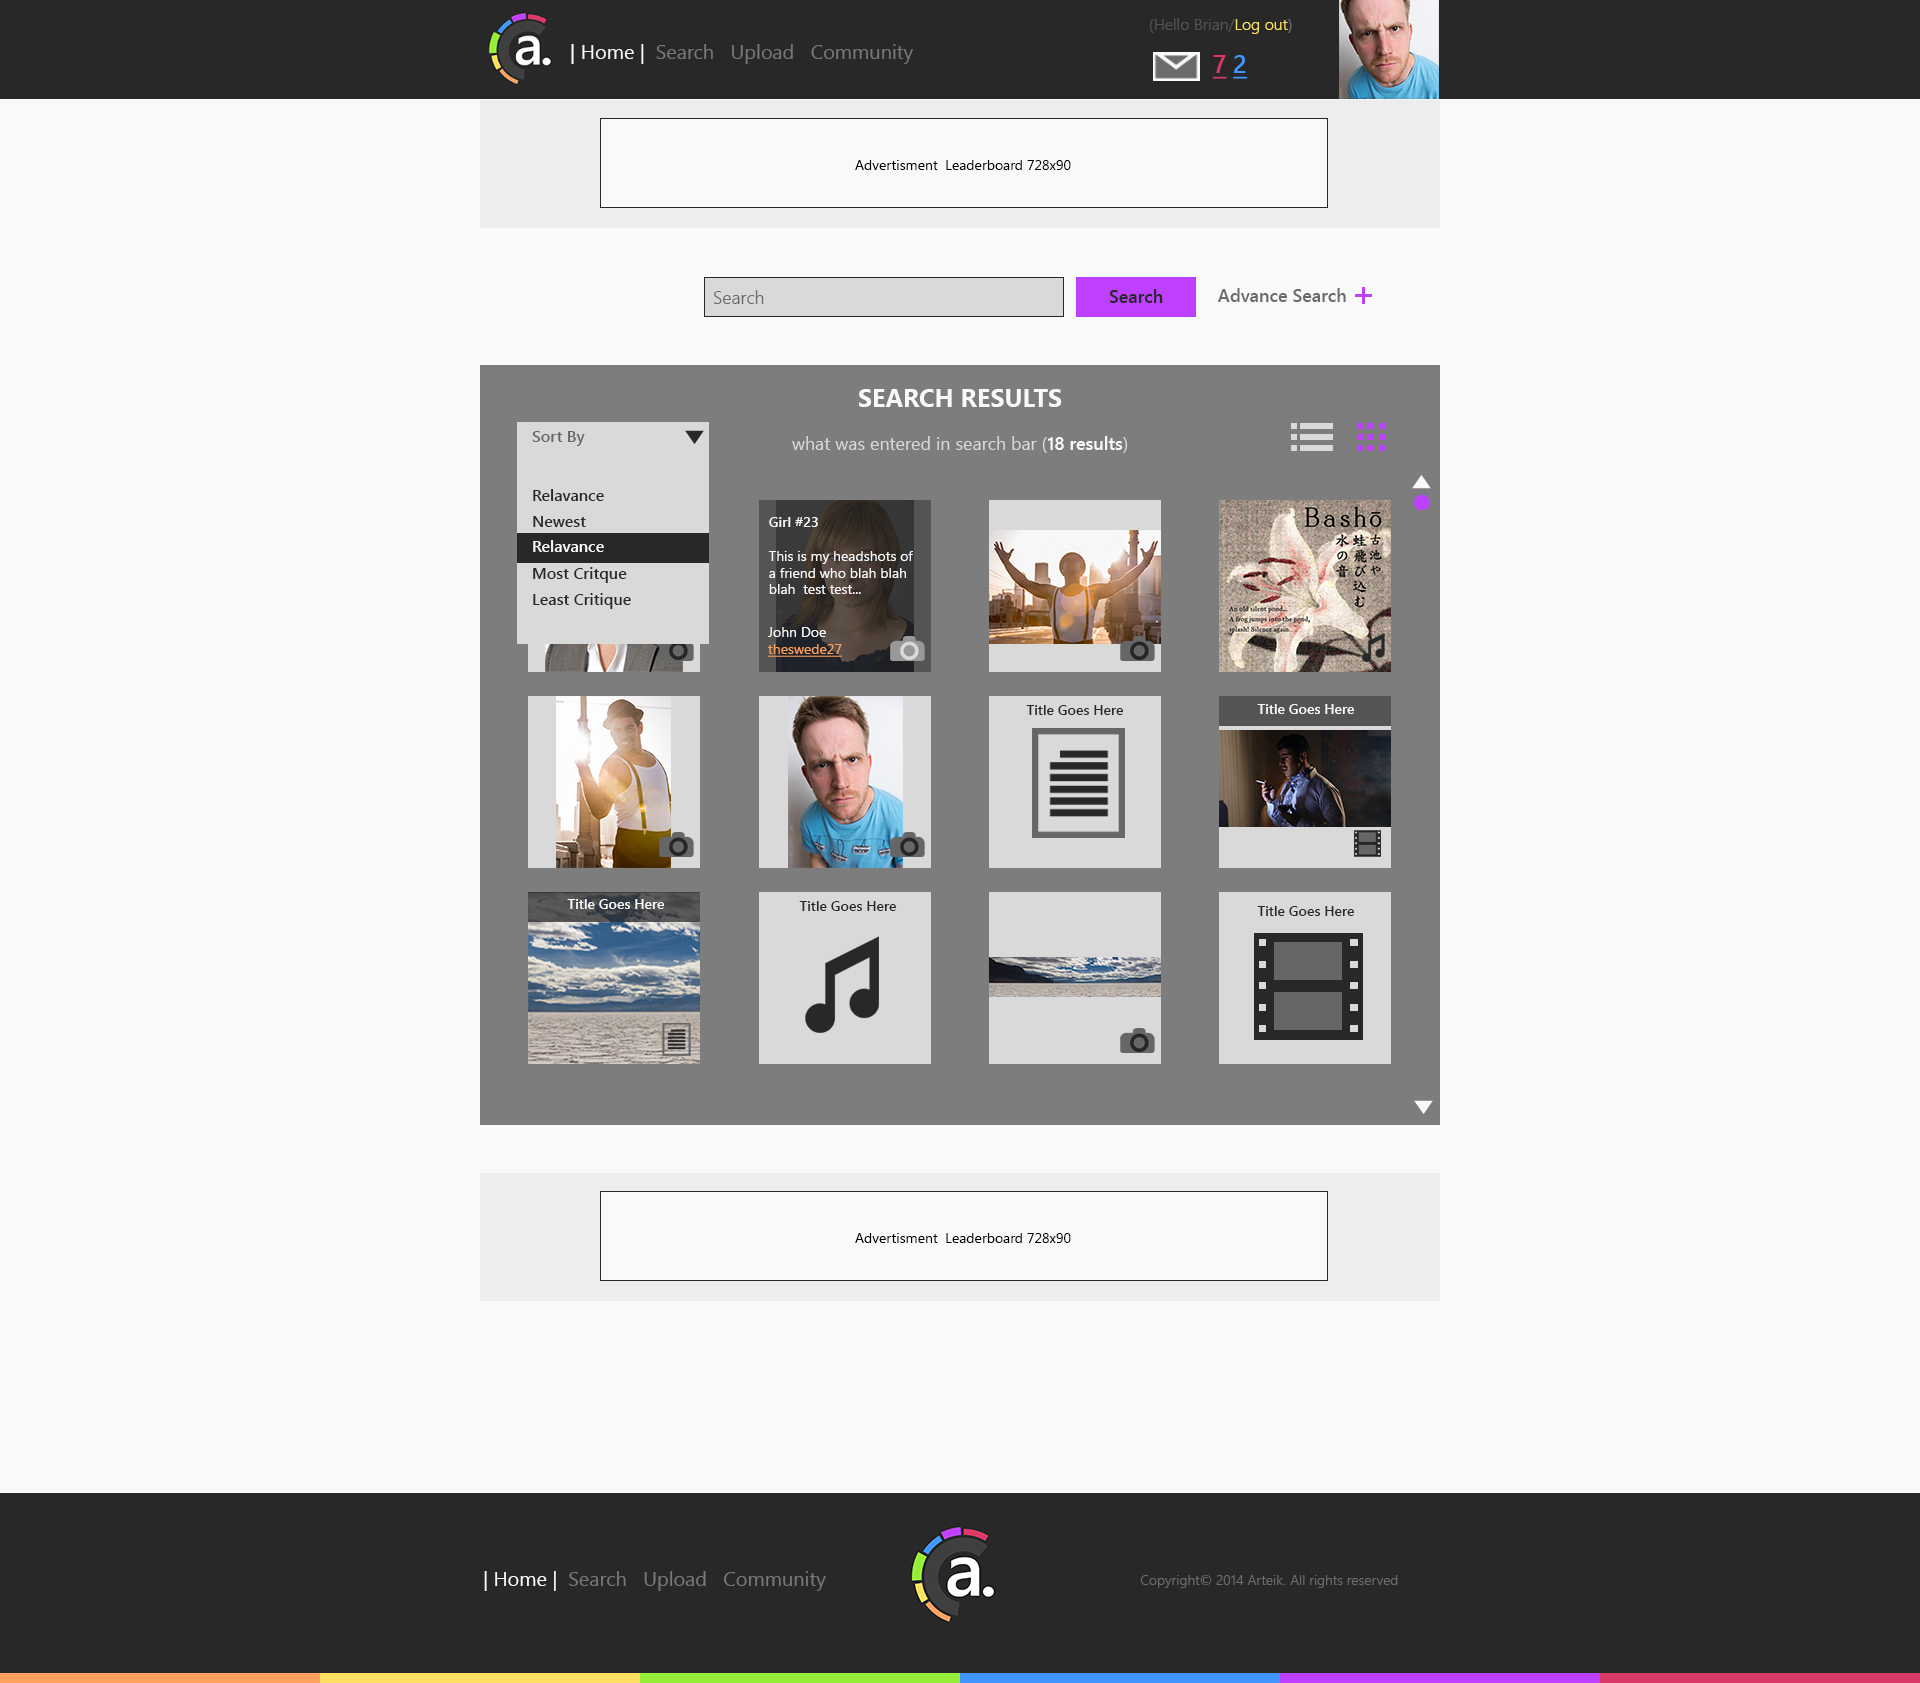 a.
| Home | Search Upload Community
(Hello Brian/Log out)
7 2
Advertisment Leaderboard 728x90
Search
Search
Advance Search +
SEARCH RESULTS
what was entered in search bar (18 results)
Sort By
Relavance
Newest
Relavance
Most Critque
Least Critique
Girl #23
This is my headshots of
a friend who blah blah
blah test test...
John Doe
theswede27
Bashō
古池や
蛙飛び込む
水の音
An old silent pond...
A frog jumps into the pond,
splash! Silence again.
Title Goes Here
Title Goes Here
Title Goes Here
Title Goes Here
Title Goes Here
Advertisment Leaderboard 728x90
| Home | Search Upload Community
a.
Copyright© 2014 Arteik. All rights reserved